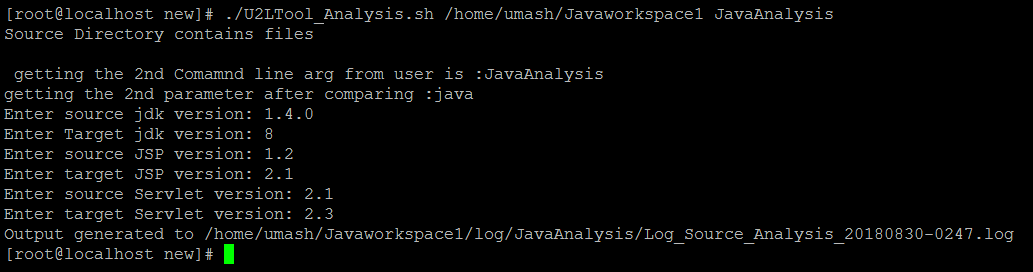 [root@localhost new]# ./U2LTool_Analysis.sh /home/umash/Javaworkspace1 JavaAnalysis
Source Directory contains files
getting the 2nd Comamnd line arg from user is :JavaAnalysis
getting the 2nd parameter after comparing :java
Enter source jdk version: 1.4.0
Enter Target jdk version: 8
Enter source JSP version: 1.2
Enter target JSP version: 2.1
Enter source Servlet version: 2.1
Enter target Servlet version: 2.3
Output generated to /home/umash/Javaworkspace1/log/JavaAnalysis/Log_Source_Analysis_20180830-0247.log
[root@localhost new]#